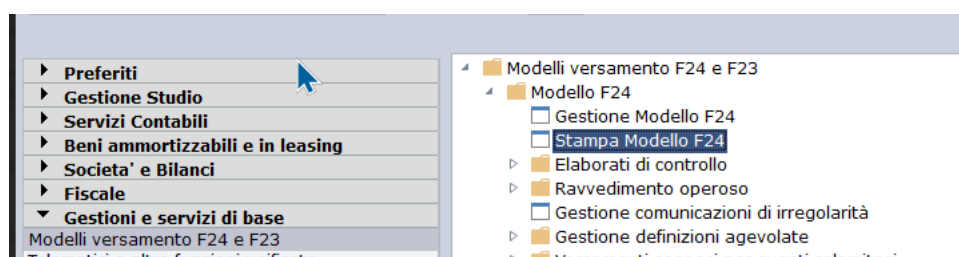 Preferiti
Gestione Studio
Servizi Contabili
Beni ammortizzabili e in leasing
Societa' e Bilanci
Fiscale
Gestioni e servizi di base
Modelli versamento F24 e F23
Modelli versamento F24 e F23
Modello F24
Gestione Modello F24
Stampa Modello F24
Elaborati di controllo
Ravvedimento operoso
Gestione comunicazioni di irregolarità
Gestione definizioni agevolate